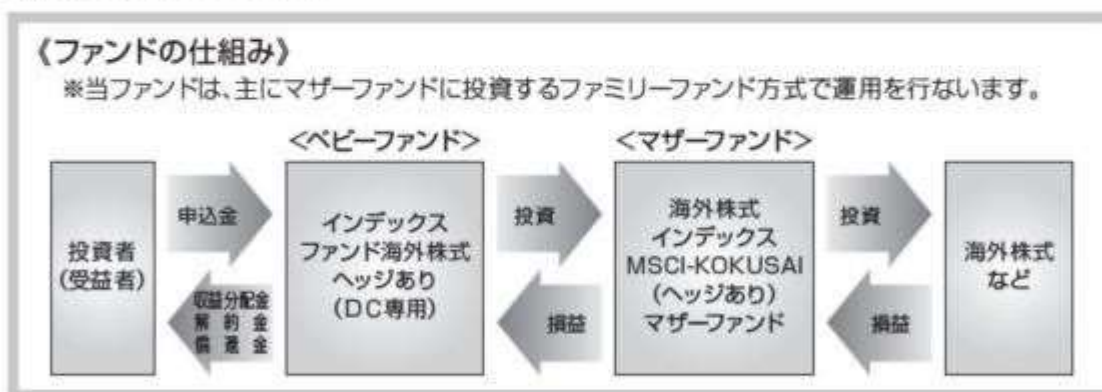 《ファンドの仕組み》
※当ファンドは、主にマザーファンドに投資するファミリーファンド方式で運用を行ないます。
<ベビーファンド>
<マザーファンド>
投資者
(受益者)
申込金
収益分配金
解約金
償還金
インデックス
ファンド海外株式
ヘッジあり
(DC専用)
投資
損益
海外株式
インデックス
MSCI-KOKUSAI
(ヘッジあり)
マザーファンド
投資
損益
海外株式
など